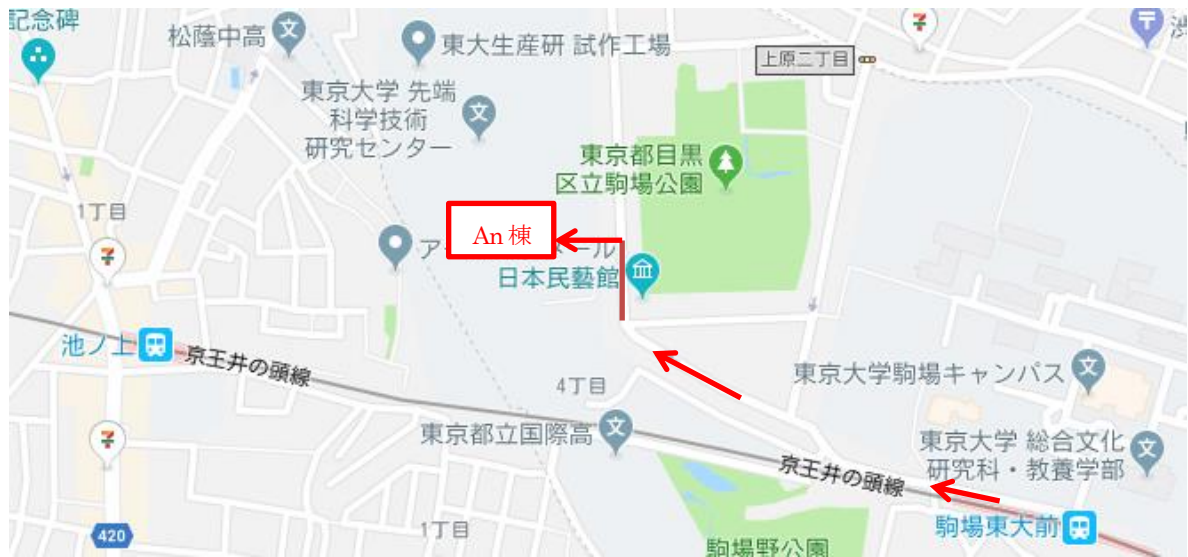 記念碑
松蔭中高
東大生産研 試作工場
渋
上原二丁目
東京大学 先端
科学技術
研究センター
東京都目黒
区立駒場公園
1丁目
An棟
ア
ール
日本民藝館
池ノ上
京王井の頭線
4丁目
東京大学駒場キャンパス
東京都立国際高
東京大学 総合文化
研究科・教養学部
京王井の頭線
420
1丁目
駒場東大前
駒場野公園